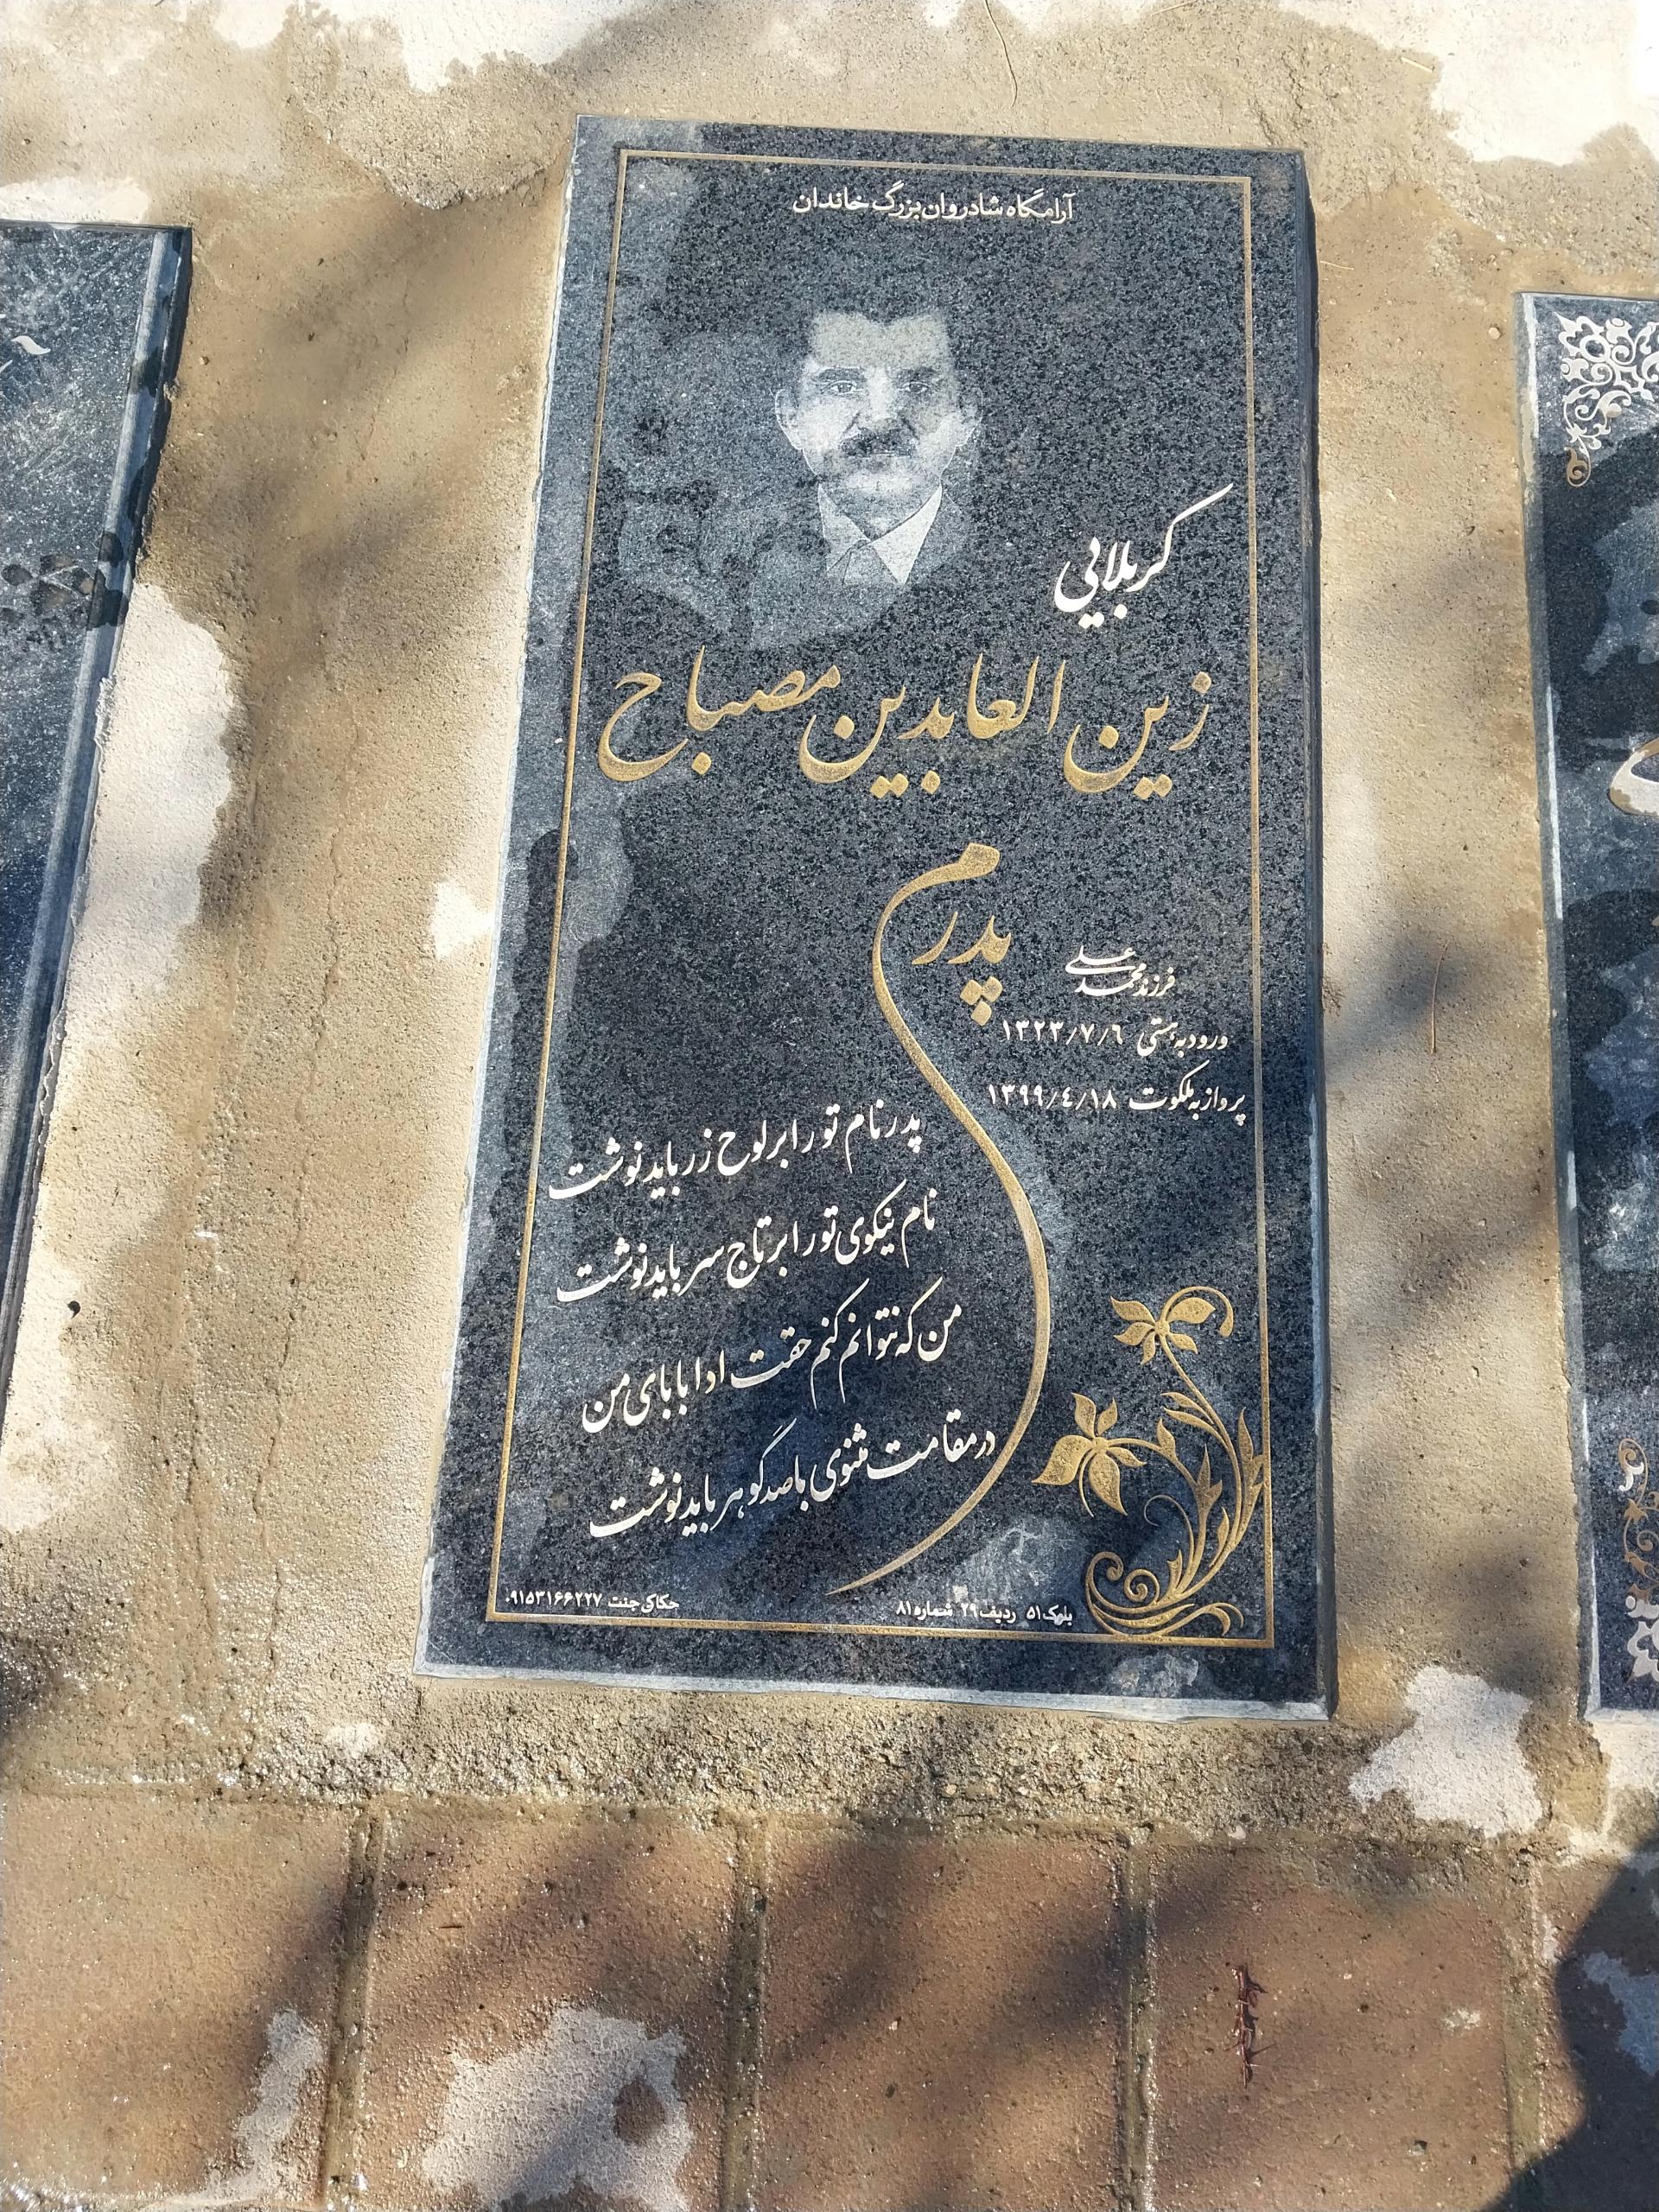 آرامگاه شادروان بزرگ خاندان
کربلایی
زین العابدین مصباح
پدرم
فرزند محمد علی
ورود به هستی ۱۳۲۳/۷/۶
پرواز به ملکوت ۱۳۹۹/۴/۱۸
پدر نام تو را بر لوح زر باید نوشت
نام نیکوی تو را بر تاج سر باید نوشت
من که نتوانم کنم حقت ادا بابای من
در مقامت مثنوی با صد گوهر باید نوشت
بلوک ۵۱ ردیف ۲۹ شماره ۸۱
حکاکی جنت ۰۹۱۵۳۱۶۶۲۲۷